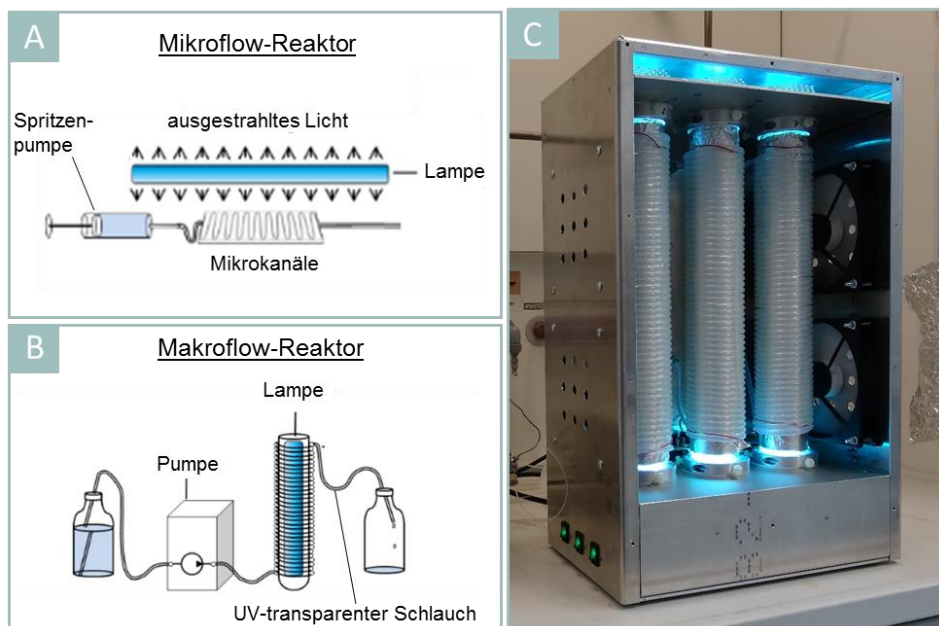 A
Mikroflow-Reaktor
Spritzen-
pumpe
ausgestrahltes Licht
Lampe
Mikrokanäle
B
Makroflow-Reaktor
Lampe
Pumpe
UV-transparenter Schlauch
C